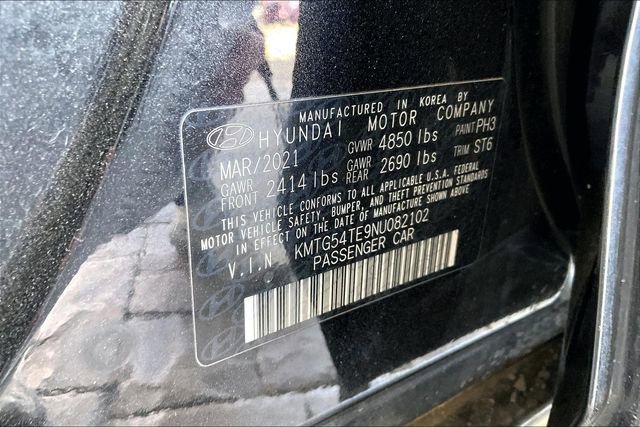 MANUFACTURED IN KOREA BY
HYUNDAI MOTOR COMPANY
MAR/2021 GVWR 4850 lbs PAINT PH3
GAWR FRONT 2414 lbs GAWR REAR 2690 lbs TRIM ST6
THIS VEHICLE CONFORMS TO ALL APPLICABLE U.S.A. FEDERAL
MOTOR VEHICLE SAFETY, BUMPER, AND THEFT PREVENTION STANDARDS
IN EFFECT ON THE DATE OF MANUFACTURE SHOWN ABOVE
V.I.N. KMTG54TE9NU082102
PASSENGER CAR